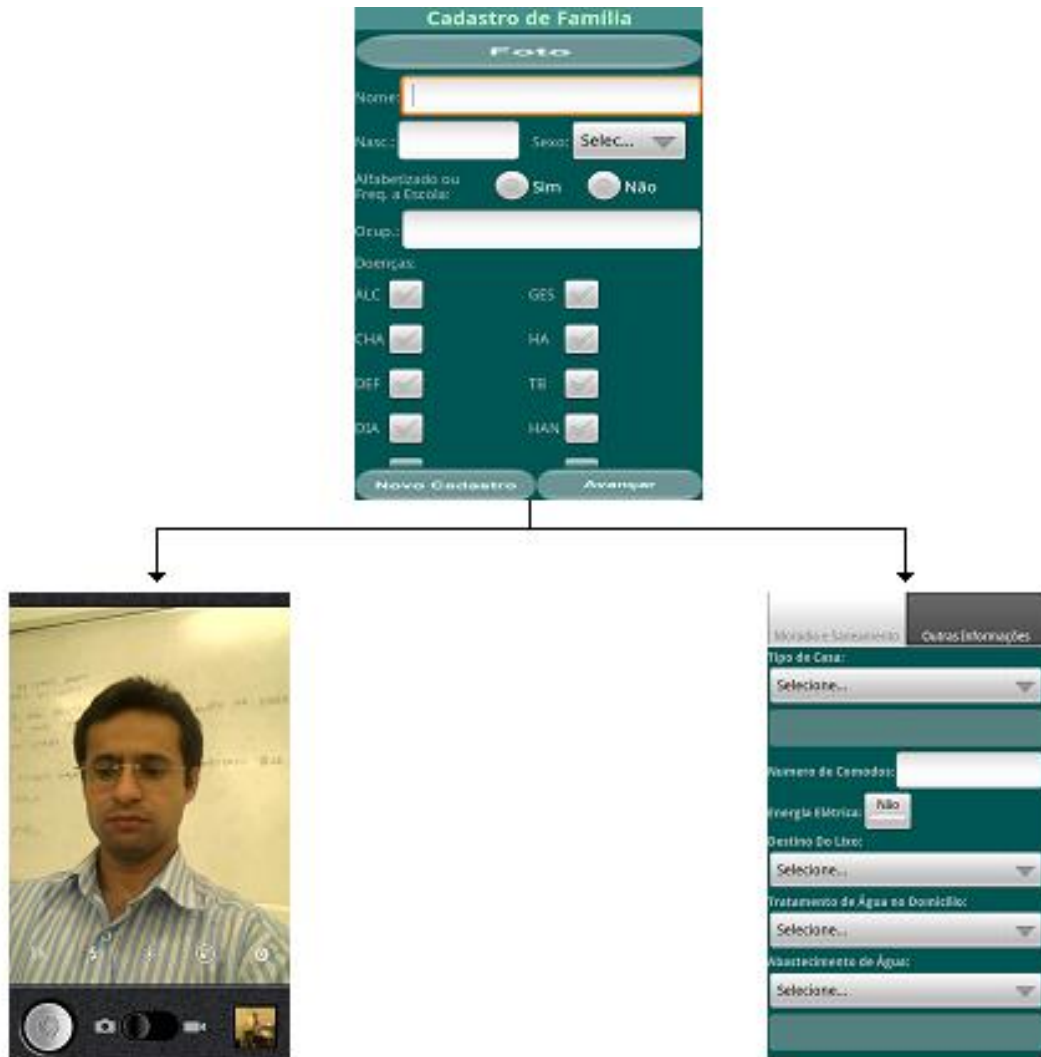 Cadastro de Família
Foto
Nome:
Nasc.: Sexo: Selec...
Alfabetizado ou
Freq. a Escola: Sim Não
Ocup.:
Doenças:
ALC GES
CHA HA
DEF TB
DIA HAN
Novo Cadastro Avançar
Moradia e Saneamento Outras Informações
Tipo de Casa:
Selecione...
Numero de Comodos:
Energia Elétrica: Não
Destino Do Lixo:
Selecione...
Tratamento de Água no Domicílio:
Selecione...
Abastecimento de Água:
Selecione...